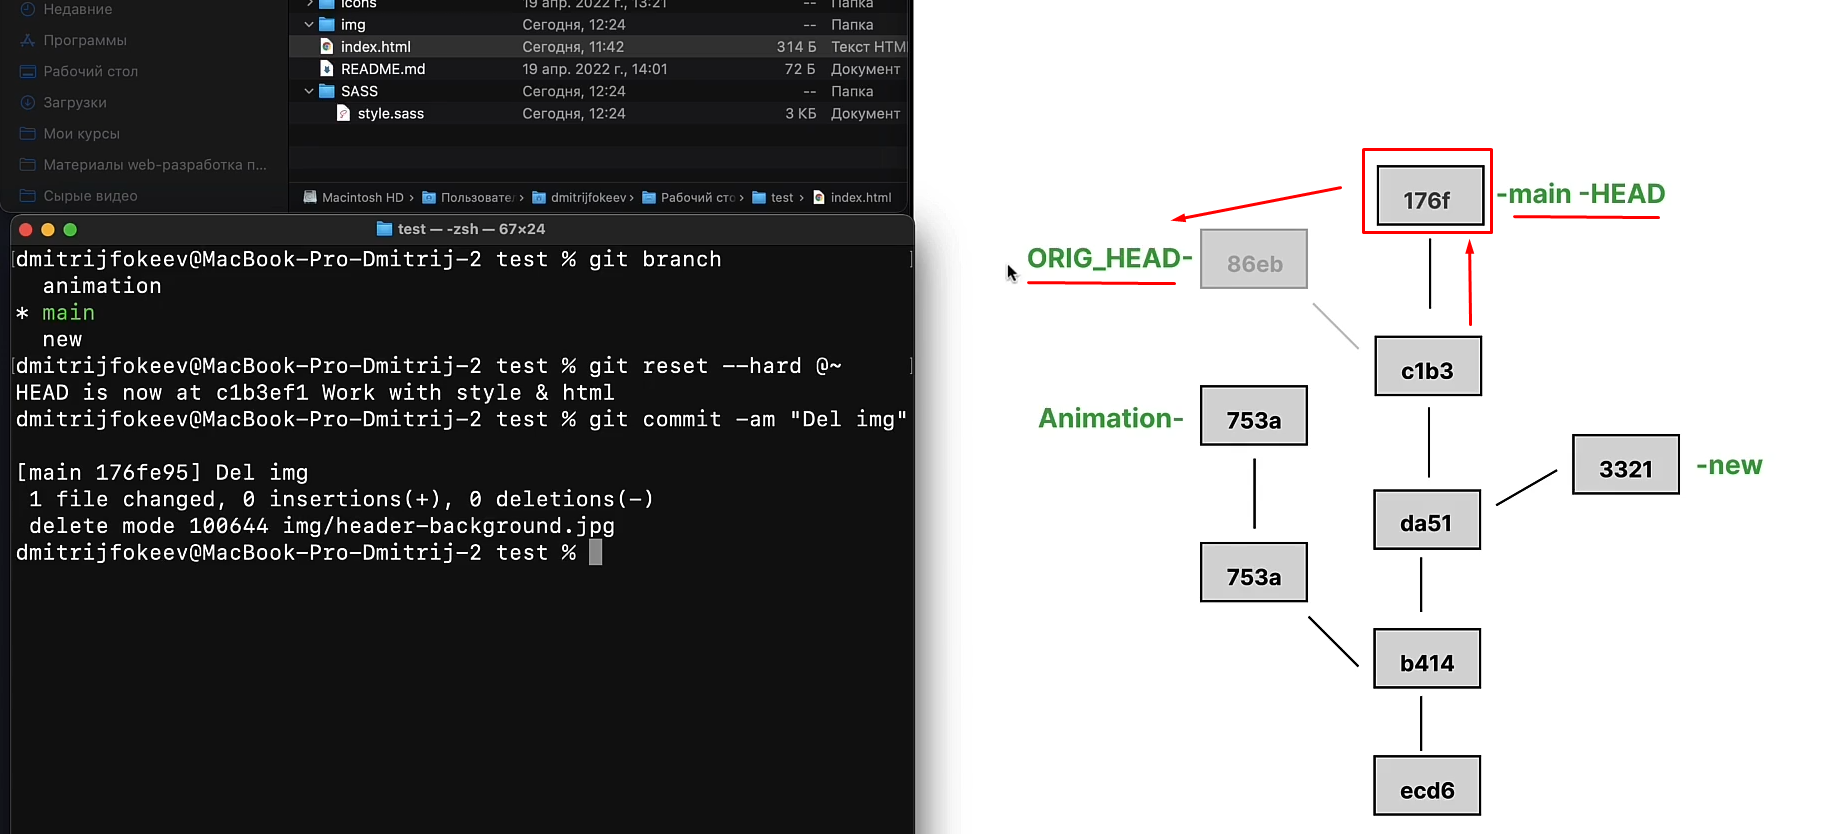 Недавние
Программы
Рабочий стол
Загрузки
Мои курсы
Материалы web-разработка п...
Сырые видео
icons 19 апр. 2022 г., 13:21 -- Папка
img Сегодня, 12:24 -- Папка
index.html Сегодня, 11:42 314 Б Текст HTM
README.md 19 апр. 2022 г., 14:01 72 Б Документ
SASS Сегодня, 12:24 -- Папка
style.sass Сегодня, 12:24 3 КБ Документ
Macintosh HD › Пользовате › dmitrijfokeev › Рабочий сто › test › index.html
test — -zsh — 67×24
[dmitrijfokeev@MacBook-Pro-Dmitrij-2 test % git branch ]
animation
* main
new
[dmitrijfokeev@MacBook-Pro-Dmitrij-2 test % git reset --hard @~ ]
HEAD is now at c1b3ef1 Work with style & html
dmitrijfokeev@MacBook-Pro-Dmitrij-2 test % git commit -am "Del img"
[main 176fe95] Del img
1 file changed, 0 insertions(+), 0 deletions(-)
delete mode 100644 img/header-background.jpg
dmitrijfokeev@MacBook-Pro-Dmitrij-2 test %
176f -main -HEAD
ORIG_HEAD- 86eb
c1b3
Animation- 753a
3321 -new
da51
753a
b414
ecd6